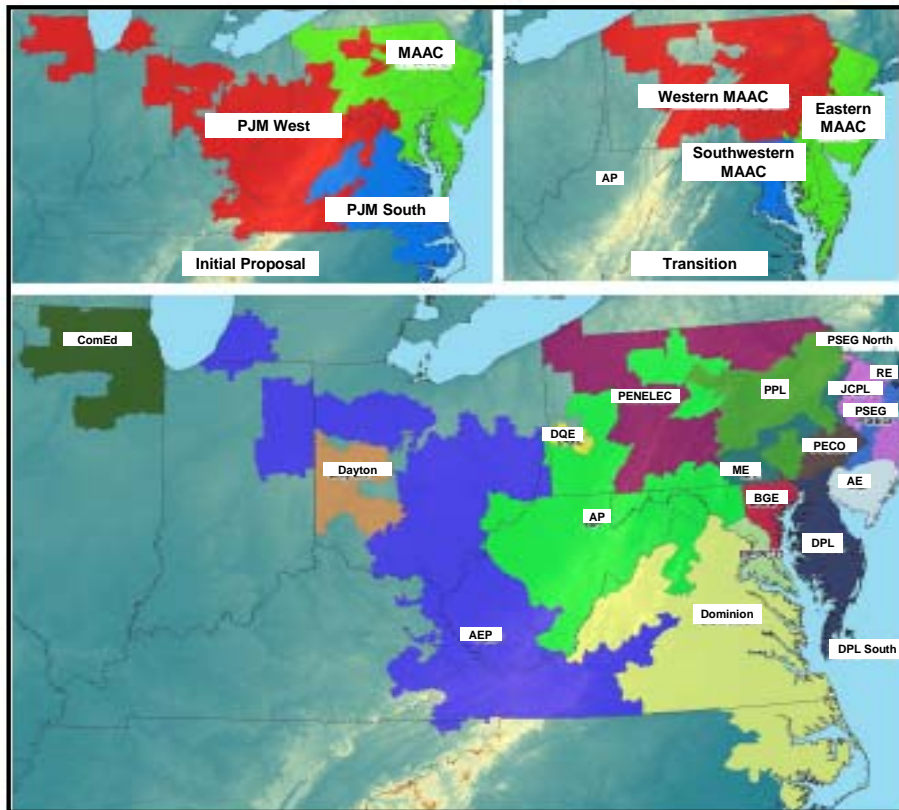 MAAC
PJM West
PJM South
Initial Proposal
Western MAAC
Eastern
MAAC
Southwestern
MAAC
AP
Transition
ComEd
PSEG North
RE
PENELEC
PPL
JCPL
PSEG
DQE
PECO
Dayton
ME
AE
BGE
AP
DPL
Dominion
AEP
DPL South